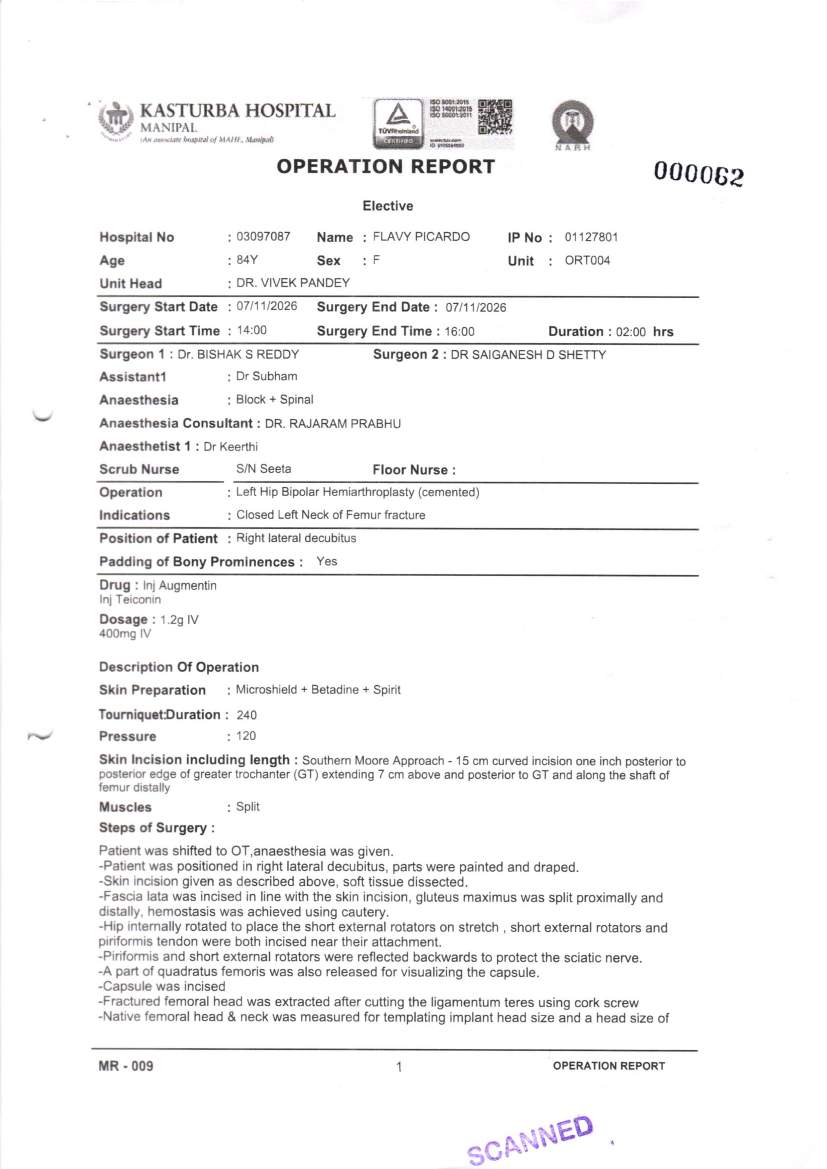 KASTURBA HOSPITAL
MANIPAL
(An associate hospital of MAHE, Manipal)
TÜVRheinland
CERTIFIED
ISO 9001:2015
ISO 14001:2015
ISO 50001:2011
www.tuv.com
NABH
OPERATION REPORT
000062
Elective
Hospital No : 03097087 Name : FLAVY PICARDO IP No : 01127801
Age : 84Y Sex : F Unit : ORT004
Unit Head : DR. VIVEK PANDEY
Surgery Start Date : 07/11/2026 Surgery End Date : 07/11/2026
Surgery Start Time : 14:00 Surgery End Time : 16:00 Duration : 02:00 hrs
Surgeon 1 : Dr. BISHAK S REDDY Surgeon 2 : DR SAIGANESH D SHETTY
Assistant1 : Dr Subham
Anaesthesia : Block + Spinal
Anaesthesia Consultant : DR. RAJARAM PRABHU
Anaesthetist 1 : Dr Keerthi
Scrub Nurse S/N Seeta Floor Nurse :
Operation : Left Hip Bipolar Hemiarthroplasty (cemented)
Indications : Closed Left Neck of Femur fracture
Position of Patient : Right lateral decubitus
Padding of Bony Prominences : Yes
Drug : Inj Augmentin
Inj Teiconin
Dosage : 1.2g IV
400mg IV
Description Of Operation
Skin Preparation : Microshield + Betadine + Spirit
Tourniquet:Duration : 240
Pressure : 120
Skin Incision including length : Southern Moore Approach - 15 cm curved incision one inch posterior to
posterior edge of greater trochanter (GT) extending 7 cm above and posterior to GT and along the shaft of
femur distally
Muscles : Split
Steps of Surgery :
Patient was shifted to OT,anaesthesia was given.
-Patient was positioned in right lateral decubitus, parts were painted and draped.
-Skin incision given as described above, soft tissue dissected.
-Fascia lata was incised in line with the skin incision, gluteus maximus was split proximally and
distally, hemostasis was achieved using cautery.
-Hip internally rotated to place the short external rotators on stretch , short external rotators and
piriformis tendon were both incised near their attachment.
-Piriformis and short external rotators were reflected backwards to protect the sciatic nerve.
-A part of quadratus femoris was also released for visualizing the capsule.
-Capsule was incised
-Fractured femoral head was extracted after cutting the ligamentum teres using cork screw
-Native femoral head & neck was measured for templating implant head size and a head size of
MR - 009 1 OPERATION REPORT
SCANNED